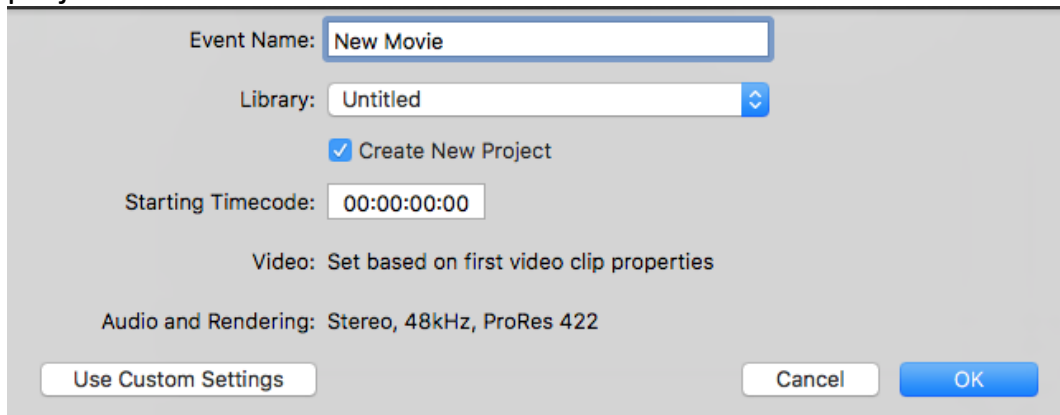 Event Name: New Movie
Library: Untitled
Create New Project
Starting Timecode: 00:00:00:00
Video: Set based on first video clip properties
Audio and Rendering: Stereo, 48kHz, ProRes 422
Use Custom Settings Cancel OK